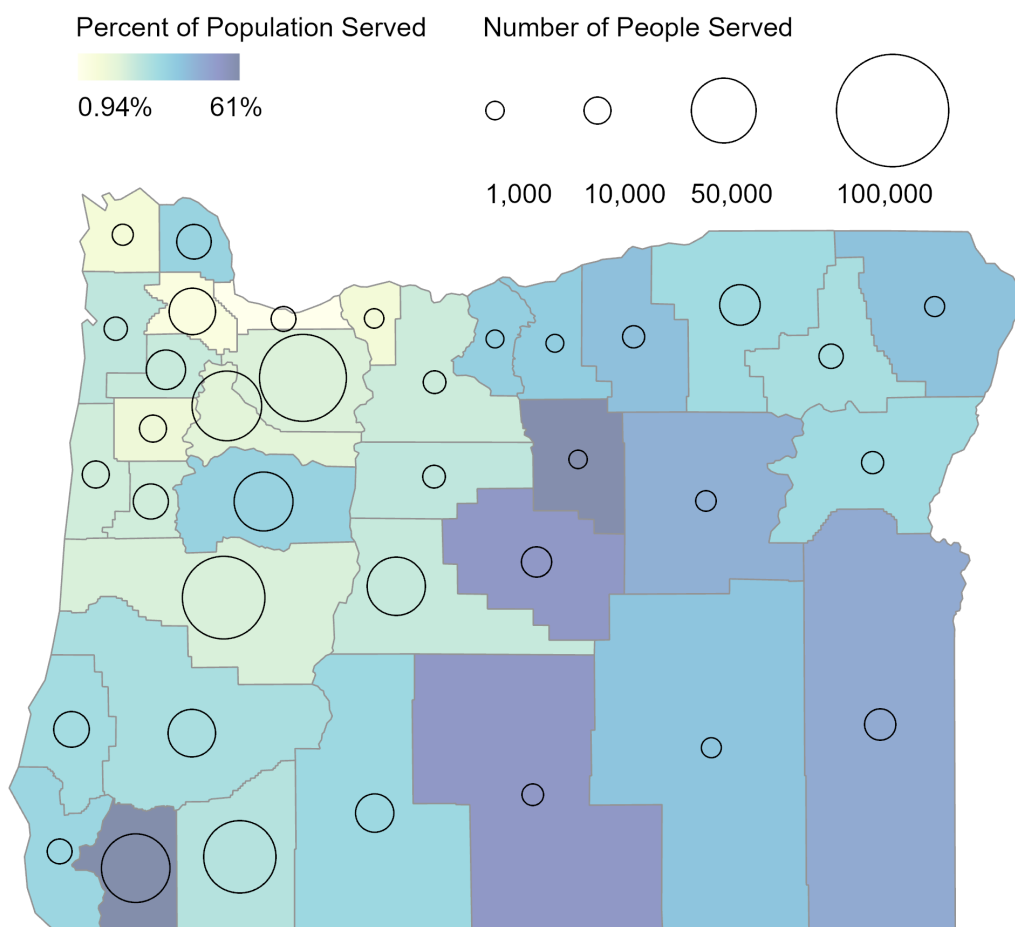 Percent of Population Served
0.94% 61%
Number of People Served
1,000 10,000 50,000 100,000